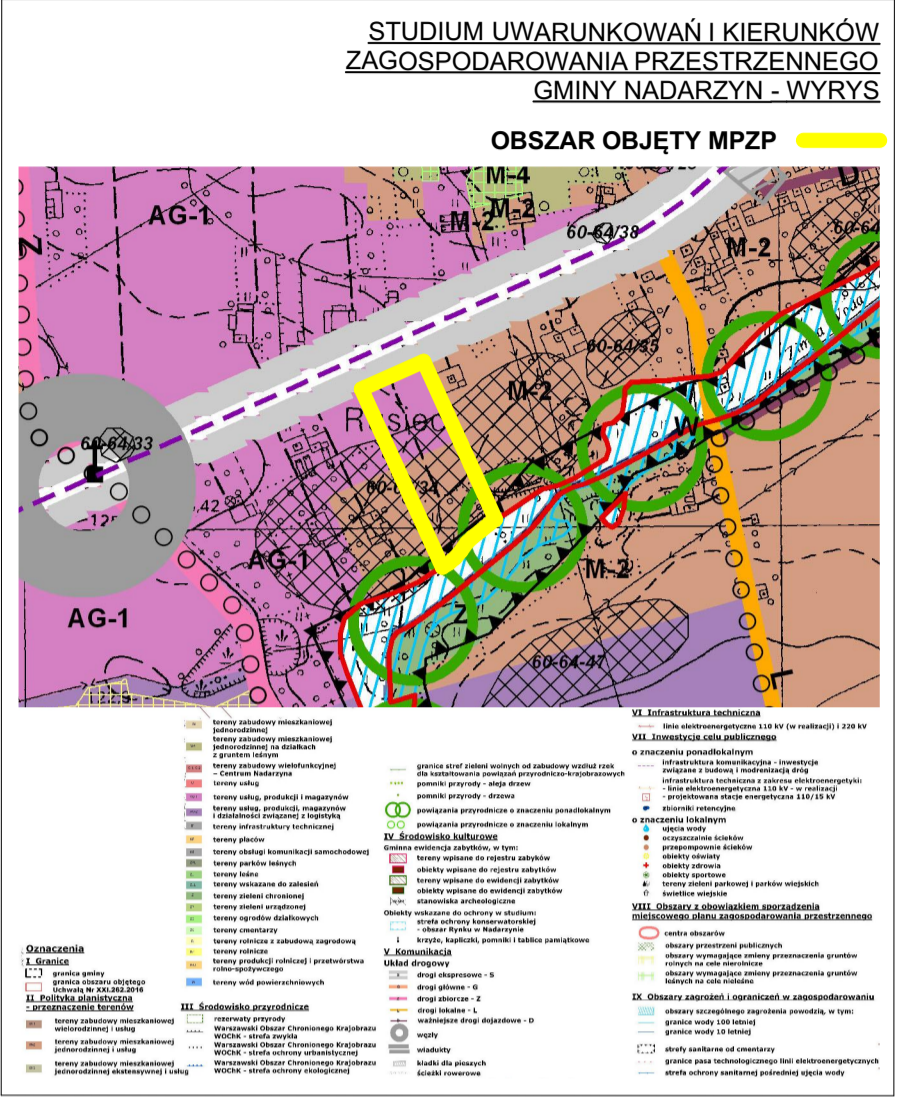 STUDIUM UWARUNKOWAŃ I KIERUNKÓW
ZAGOSPODAROWANIA PRZESTRZENNEGO
GMINY NADARZYN - WYRYS
OBSZAR OBJĘTY MPZP
M-4
D
AG-1
M-2
M-2
60-64/38
M-2
60-64
Z
60-64/35
M-2
W
60-64/33
L
42
AG-1
M-2
AG-1
Z
60-64-47
L
tereny zabudowy mieszkaniowej
jednorodzinnej
tereny zabudowy mieszkaniowej
jednorodzinnej na działkach
z gruntem leśnym
tereny zabudowy wielofunkcyjnej
– Centrum Nadarzyna
tereny usług
tereny usług, produkcji i magazynów
tereny usług, produkcji, magazynów
i działalności związanej z logistyką
tereny infrastruktury technicznej
tereny placów
tereny obsługi komunikacji samochodowej
tereny parków leśnych
tereny leśne
tereny wskazane do zalesień
tereny zieleni chronionej
tereny zieleni urządzonej
tereny ogrodów działkowych
tereny cmentarzy
tereny rolnicze z zabudową zagrodową
tereny rolnicze
tereny produkcji rolniczej i przetwórstwa
rolno-spożywczego
tereny wód powierzchniowych
Oznaczenia
I Granice
granica gminy
granica obszaru objętego
Uchwałą Nr XXI.262.2016
II Polityka planistyczna
- przeznaczenie terenów
tereny zabudowy mieszkaniowej
wielorodzinnej i usług
tereny zabudowy mieszkaniowej
jednorodzinnej i usług
tereny zabudowy mieszkaniowej
jednorodzinnej ekstensywnej i usług
III Środowisko przyrodnicze
rezerwaty przyrody
Warszawski Obszar Chronionego Krajobrazu
WOChK - strefa zwykła
Warszawski Obszar Chronionego Krajobrazu
WOChK - strefa ochrony urbanistycznej
Warszawski Obszar Chronionego Krajobrazu
WOChK - strefa ochrony ekologicznej
granice stref zieleni wolnych od zabudowy wzdłuż rzek
dla kształtowania powiązań przyrodniczo-krajobrazowych
pomniki przyrody - aleja drzew
pomniki przyrody - drzewa
powiązania przyrodnicze o znaczeniu ponadlokalnym
powiązania przyrodnicze o znaczeniu lokalnym
IV Środowisko kulturowe
Gminna ewidencja zabytków, w tym:
tereny wpisane do rejestru zabyków
obiekty wpisane do rejestru zabyków
tereny wpisane do ewidencji zabytków
obiekty wpisane do ewidencji zabytków
stanowiska archeologiczne
Obiekty wskazane do ochrony w studium:
strefa ochrony konserwatorskiej
- obszar Rynku w Nadarzynie
krzyże, kapliczki, pomniki i tablice pamiątkowe
V Komunikacja
Układ drogowy
drogi ekspresowe - S
drogi główne - G
drogi zbiorcze - Z
drogi lokalne - L
ważniejsze drogi dojazdowe - D
węzły
wiadukty
kładki dla pieszych
ścieżki rowerowe
VI Infrastruktura techniczna
linie elektroenergetyczne 110 kV (w realizacji) i 220 kV
VII Inwestycje celu publicznego
o znaczeniu ponadlokalnym
infrastruktura komunikacyjna - inwestycje
związane z budową i modrenizacją dróg
infrastruktura techniczna z zakresu elektroenergetyki:
- linie elektroenergetyczna 110 kV - w realizacji
- projektowana stacje energetyczna 110/15 kV
zbiorniki retencyjne
o znaczeniu lokalnym
ujęcia wody
oczyszczalnie ścieków
przepompownie ścieków
obiekty oświaty
obiekty zdrowia
obiekty sportowe
tereny zieleni parkowej i parków wiejskich
świetlice wiejskie
VIII Obszary z obowiązkiem sporządzenia
miejscowego planu zagospodarowania przestrzennego
centra obszarów
obszary przestrzeni publicznych
obszary wymagające zmiany przeznaczenia gruntów
rolnych na cele nierolnicze
obszary wymagające zmiany przeznaczenia gruntów
leśnych na cele nieleśne
IX Obszary zagrożeń i ograniczeń w zagospodarowaniu
obszary szczególnego zagrożenia powodzią, w tym:
granice wody 100 letniej
granice wody 10 letniej
strefy sanitarne od cmentarzy
granice pasa technologicznego linii elektroenergetycznych
strefa ochrony sanitarnej pośredniej ujęcia wody